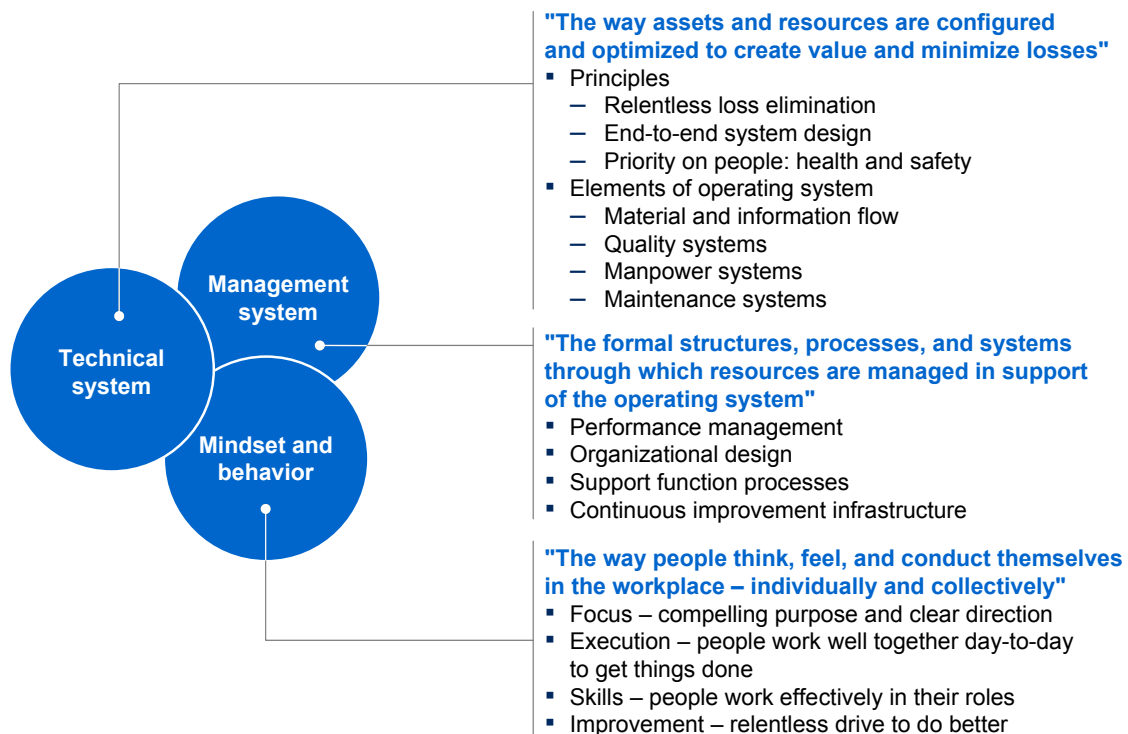 "The way assets and resources are configured
and optimized to create value and minimize losses"
▪ Principles
– Relentless loss elimination
– End-to-end system design
– Priority on people: health and safety
▪ Elements of operating system
– Material and information flow
– Quality systems
– Manpower systems
– Maintenance systems
Management
system
Technical
system
Mindset and
behavior
"The formal structures, processes, and systems
through which resources are managed in support
of the operating system"
▪ Performance management
▪ Organizational design
▪ Support function processes
▪ Continuous improvement infrastructure
"The way people think, feel, and conduct themselves
in the workplace – individually and collectively"
▪ Focus – compelling purpose and clear direction
▪ Execution – people work well together day-to-day
to get things done
▪ Skills – people work effectively in their roles
▪ Improvement – relentless drive to do better